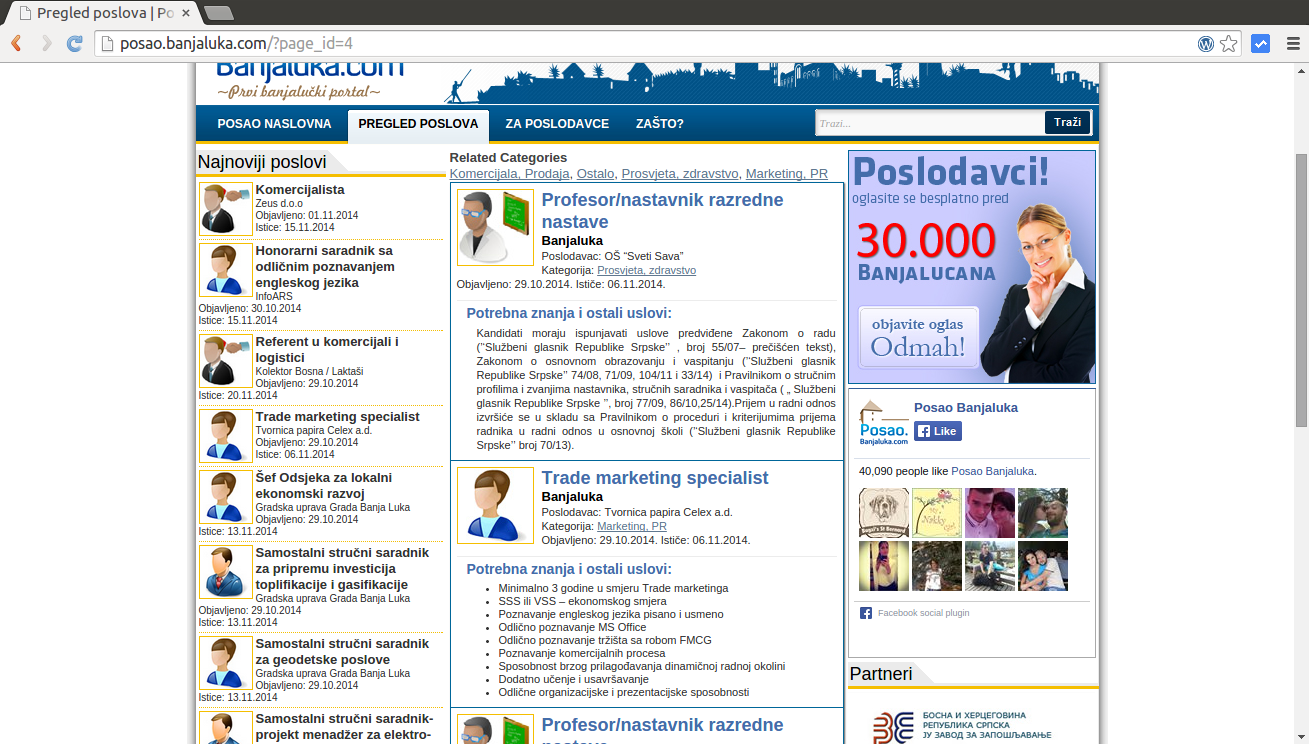 Pregled poslova | Po
posao.banjaluka.com/?page_id=4
Banjaluka.com
~Prvi banjalučki portal~
POSAO NASLOVNA
PREGLED POSLOVA
ZA POSLODAVCE
ZAŠTO?
Trazi...
Traži
Najnoviji poslovi
Komercijalista
Zeus d.o.o
Objavljeno: 01.11.2014
Istice: 15.11.2014
Honorarni saradnik sa
odličnim poznavanjem
engleskog jezika
InfoARS
Objavljeno: 30.10.2014
Istice: 15.11.2014
Referent u komercijali i
logistici
Kolektor Bosna / Laktaši
Objavljeno: 29.10.2014
Istice: 20.11.2014
Trade marketing specialist
Tvornica papira Celex a.d.
Objavljeno: 29.10.2014
Istice: 06.11.2014
Šef Odsjeka za lokalni
ekonomski razvoj
Gradska uprava Grada Banja Luka
Objavljeno: 29.10.2014
Istice: 13.11.2014
Samostalni stručni saradnik
za pripremu investicija
toplifikacije i gasifikacije
Gradska uprava Grada Banja Luka
Objavljeno: 29.10.2014
Istice: 13.11.2014
Samostalni stručni saradnik
za geodetske poslove
Gradska uprava Grada Banja Luka
Objavljeno: 29.10.2014
Istice: 13.11.2014
Samostalni stručni saradnik-
projekt menadžer za elektro-
Related Categories
Komercijala, Prodaja, Ostalo, Prosvjeta, zdravstvo, Marketing, PR
Profesor/nastavnik razredne
nastave
Banjaluka
Poslodavac: OŠ “Sveti Sava”
Kategorija: Prosvjeta, zdravstvo
Objavljeno: 29.10.2014. Ističe: 06.11.2014.
Potrebna znanja i ostali uslovi:
Kandidati moraju ispunjavati uslove predviđene Zakonom o radu
(’’Službeni glasnik Republike Srpske’’ , broj 55/07– prečišćen tekst),
Zakonom o osnovnom obrazovanju i vaspitanju (’’Službeni glasnik
Republike Srpske’’ 74/08, 71/09, 104/11 i 33/14) i Pravilnikom o stručnim
profilima i zvanjima nastavnika, stručnih saradnika i vaspitača ( „ Službeni
glasnik Republike Srpske ’’, broj 77/09, 86/10,25/14).Prijem u radni odnos
izvršiće se u skladu sa Pravilnikom o proceduri i kriterijumima prijema
radnika u radni odnos u osnovnoj školi (’’Službeni glasnik Republike
Srpske’’ broj 70/13).
Trade marketing specialist
Banjaluka
Poslodavac: Tvornica papira Celex a.d.
Kategorija: Marketing, PR
Objavljeno: 29.10.2014. Ističe: 06.11.2014.
Potrebna znanja i ostali uslovi:
• Minimalno 3 godine u smjeru Trade marketinga
• SSS ili VSS – ekonomskog smjera
• Poznavanje engleskog jezika pisano i usmeno
• Odlično poznavanje MS Office
• Odlično poznavanje tržišta sa robom FMCG
• Poznavanje komercijalnih procesa
• Sposobnost brzog prilagođavanja dinamičnoj radnoj okolini
• Dodatno učenje i usavršavanje
• Odlične organizacijske i prezentacijske sposobnosti
Profesor/nastavnik razredne
nastave
Poslodavci!
oglasite se besplatno pred
30.000
BANJALUCANA
objavite oglas
Odmah!
Posao.
Banjaluka.com
Posao Banjaluka
Like
40,090 people like Posao Banjaluka.
Bugsi's St Bernard
Facebook social plugin
Partneri
БОСНА И ХЕРЦЕГОВИНА
РЕПУБЛИКА СРПСКА
ЈУ ЗАВОД ЗА ЗАПОШЉАВАЊЕ